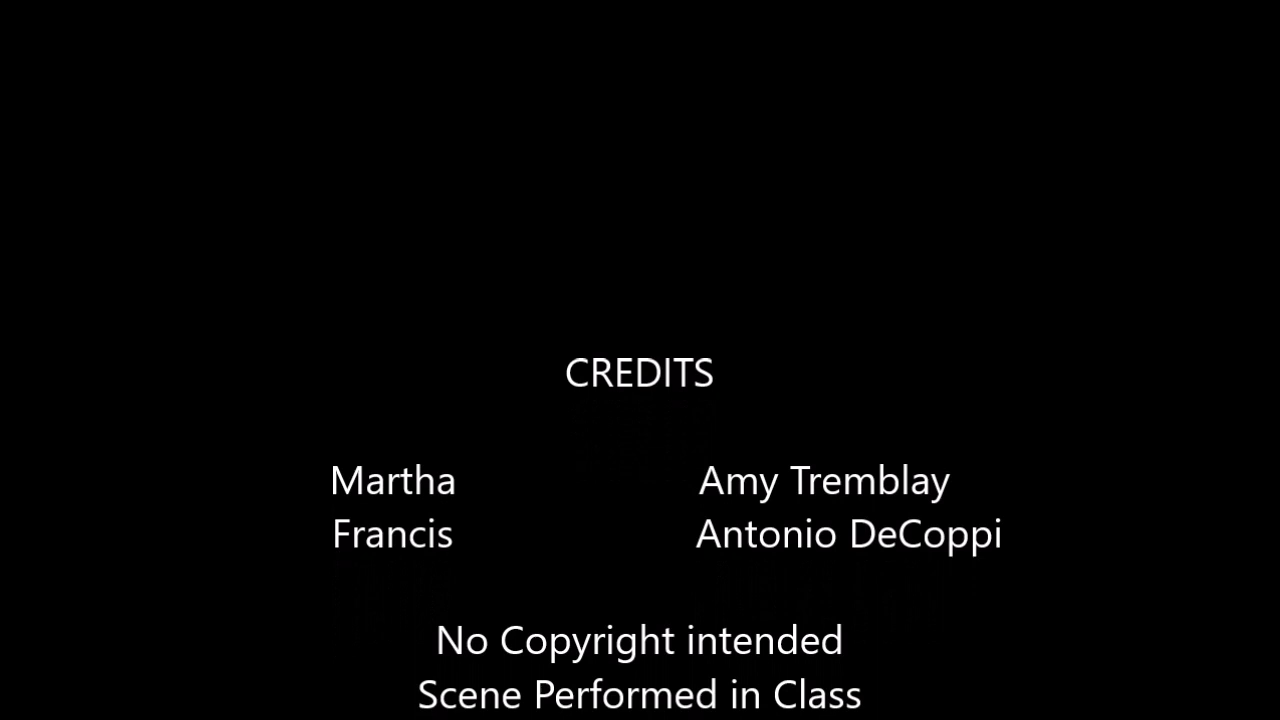 CREDITS
Martha Amy Tremblay
Francis Antonio DeCoppi
No Copyright intended
Scene Performed in Class